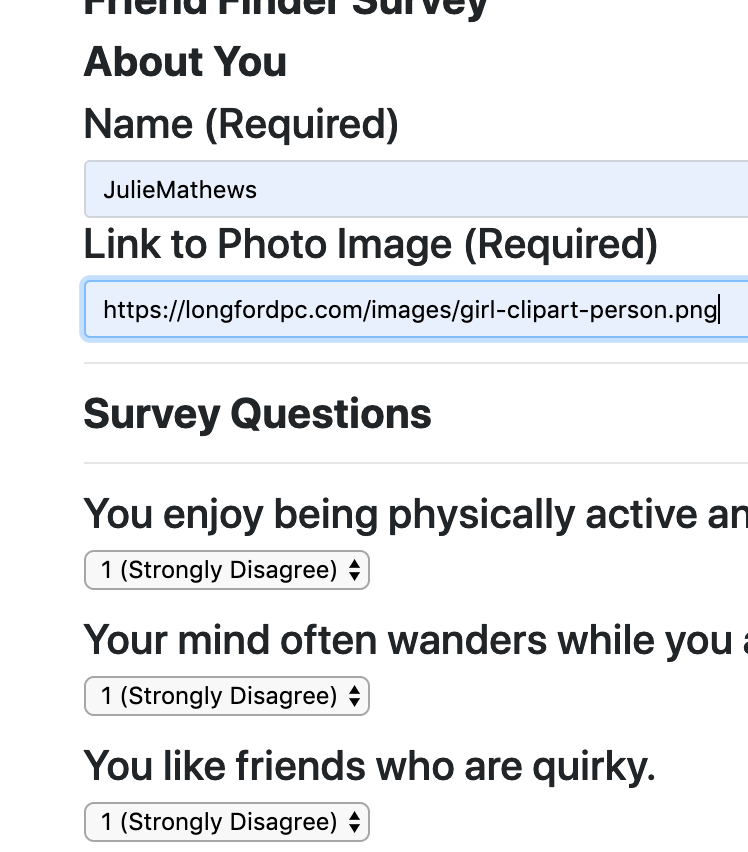 Friend Finder Survey
About You
Name (Required)
JulieMathews
Link to Photo Image (Required)
https://longfordpc.com/images/girl-clipart-person.png
Survey Questions
You enjoy being physically active an
1 (Strongly Disagree)
Your mind often wanders while you a
1 (Strongly Disagree)
You like friends who are quirky.
1 (Strongly Disagree)